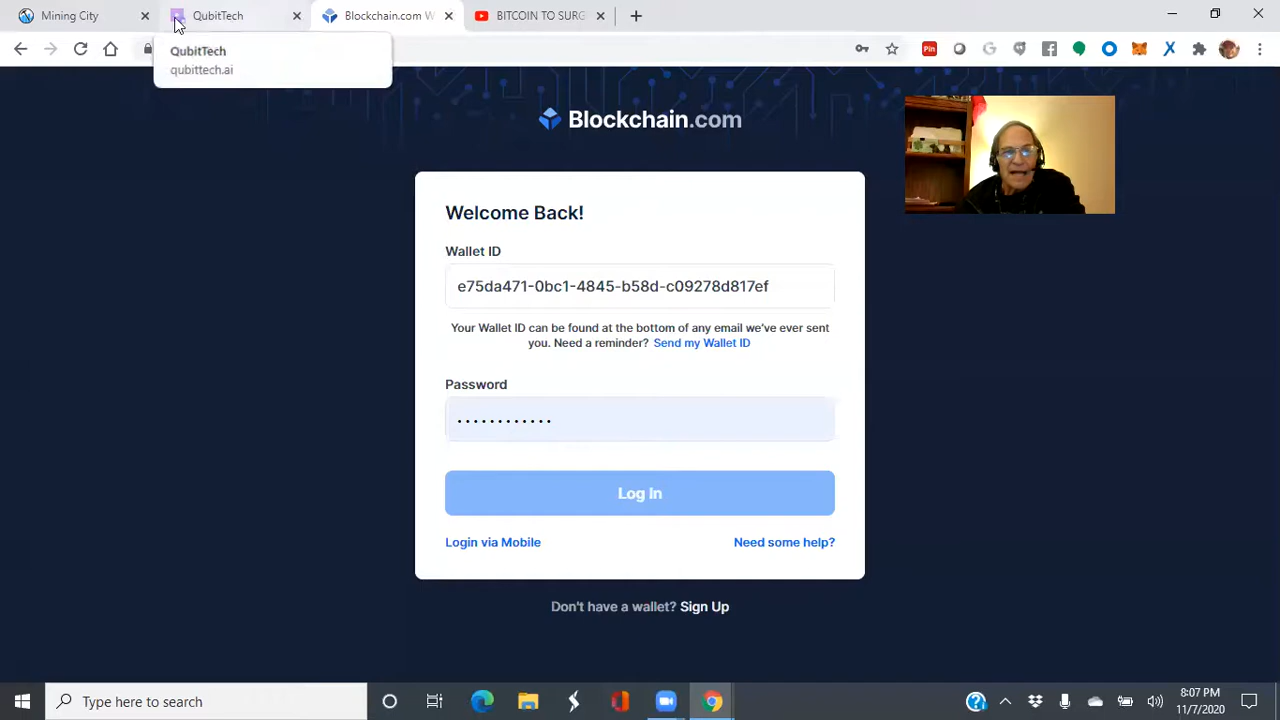 Mining City
QubitTech
Blockchain.com W
BITCOIN TO SURG
QubitTech
qubittech.ai
Pin
Blockchain.com
Welcome Back!
Wallet ID
e75da471-0bc1-4845-b58d-c09278d817ef
Your Wallet ID can be found at the bottom of any email we've ever sent
you. Need a reminder? Send my Wallet ID
Password
Log In
Login via Mobile
Need some help?
Don't have a wallet? Sign Up
Type here to search
8:07 PM
11/7/2020